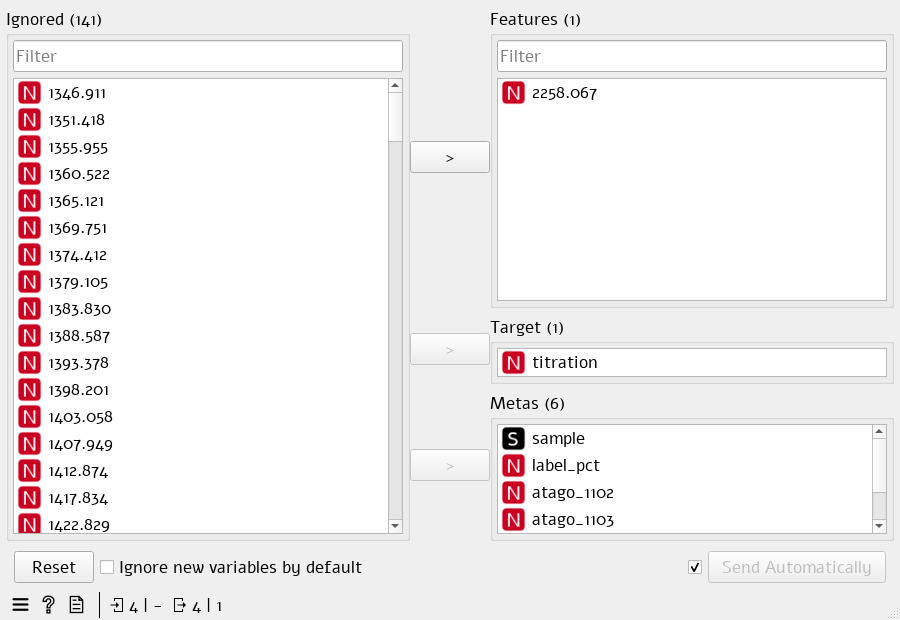 Ignored (141)
Filter
N 1346.911
N 1351.418
N 1355.955
N 1360.522
N 1365.121
N 1369.751
N 1374.412
N 1379.105
N 1383.830
N 1388.587
N 1393.378
N 1398.201
N 1403.058
N 1407.949
N 1412.874
N 1417.834
N 1422.829
>
>
>
Features (1)
Filter
N 2258.067
Target (1)
N titration
Metas (6)
S sample
N label_pct
N atago_1102
N atago_1103
Reset
Ignore new variables by default
Send Automatically
? 4 | - 4 | 1